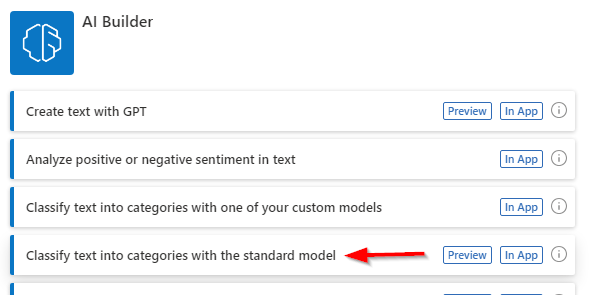 AI Builder
Create text with GPT Preview In App
Analyze positive or negative sentiment in text In App
Classify text into categories with one of your custom models In App
Classify text into categories with the standard model Preview In App